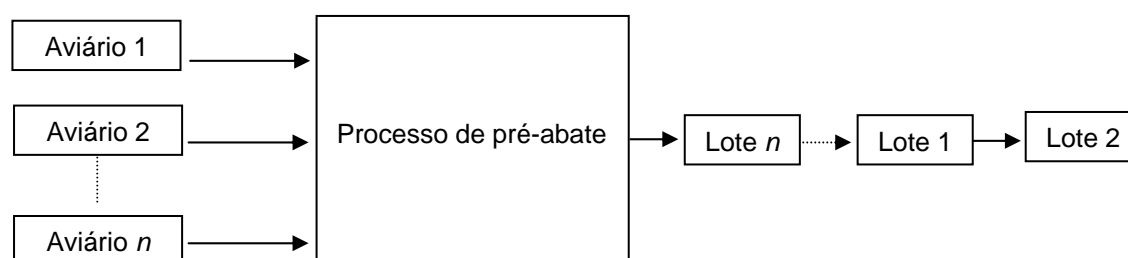 Aviário 1
Aviário 2
Aviário n
Processo de pré-abate
Lote n
Lote 1
Lote 2